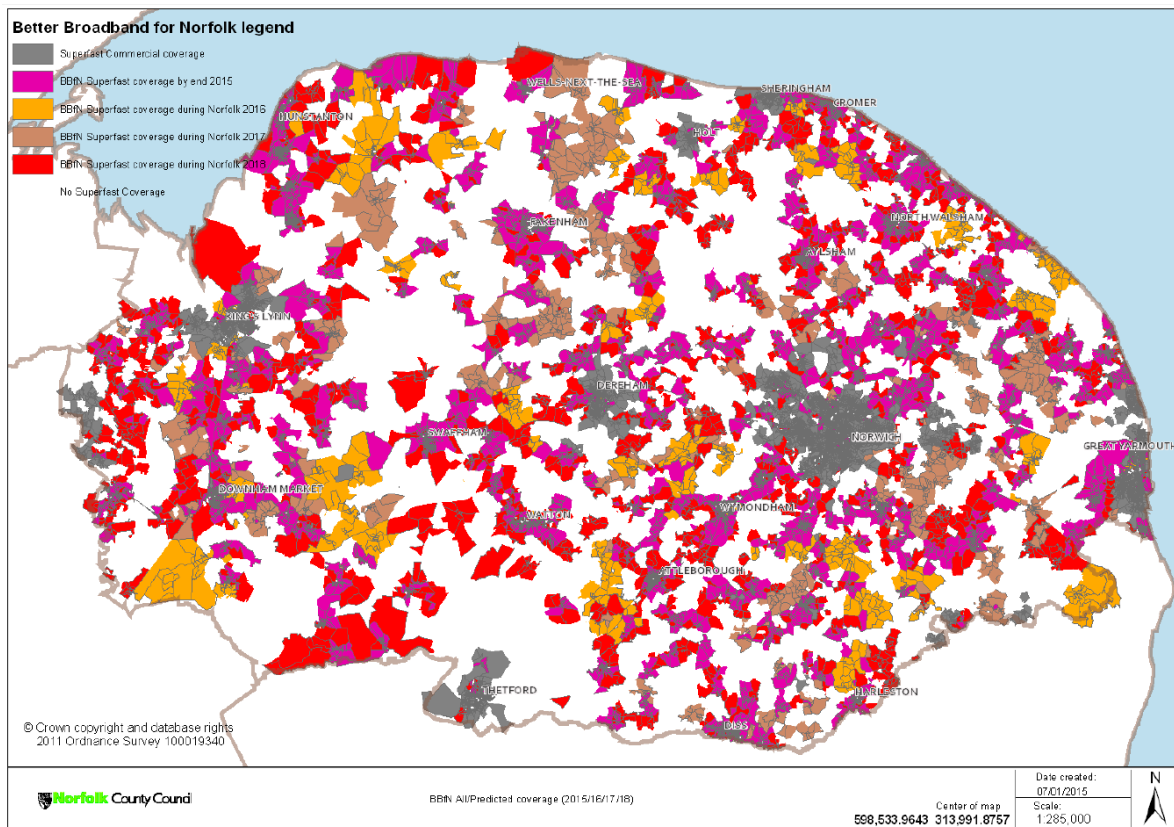 Better Broadband for Norfolk legend
Superfast Commercial coverage
BBfN Superfast coverage by end 2015
BBfN Superfast coverage during Norfolk 2016
BBfN Superfast coverage during Norfolk 2017
BBfN Superfast coverage during Norfolk 2018
No Superfast Coverage
WELLS-NEXT-THE-SEA
SHERINGHAM
CROMER
HUNSTANTON
HOLT
FAKENHAM
NORTH WALSHAM
AYLSHAM
KING'S LYNN
DEREHAM
SWAFFHAM
NORWICH
GREAT YARMOUTH
DOWNHAM MARKET
WATTON
WYMONDHAM
ATTLEBOROUGH
THETFORD
HARLESTON
DISS
© Crown copyright and database rights
2011 Ordnance Survey 100019340
Norfolk County Council
BBfN All/Predicted coverage (2015/16/17/18)
Center of map
598,533.9643 313,991.8757
Date created:
07/01/2015
Scale:
1:285,000
N